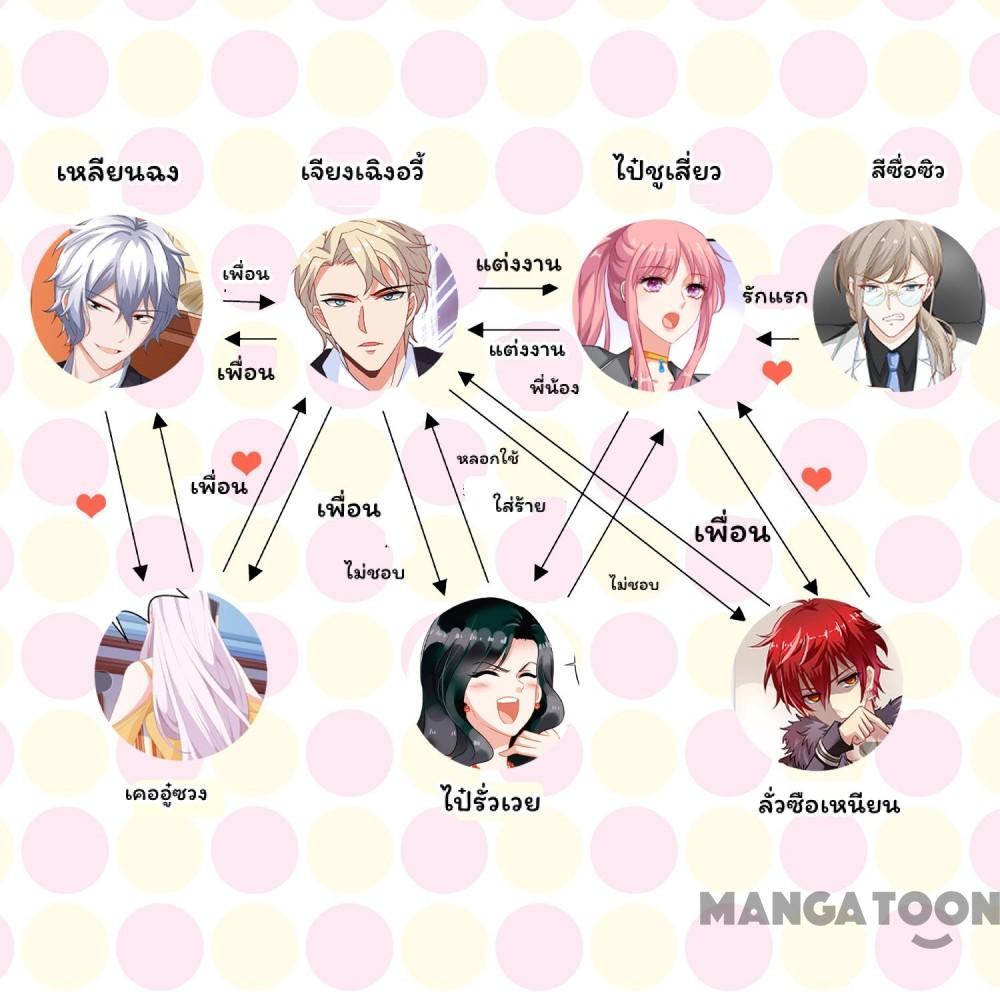 เหลียนฉง
เจียงเฉิงอวี้
ไป๋ชูเสี่ยว
สีซื่อซิว
เพื่อน
เพื่อน
แต่งงาน
แต่งงาน
รักแรก
พี่น้อง
หลอกใช้
เพื่อน
เพื่อน
ใส่ร้าย
เพื่อน
ไม่ชอบ
ไม่ชอบ
เคออู๋ซวง
ไป๋รั่วเวย
ลั่วซือเหนียน
MANGATOON